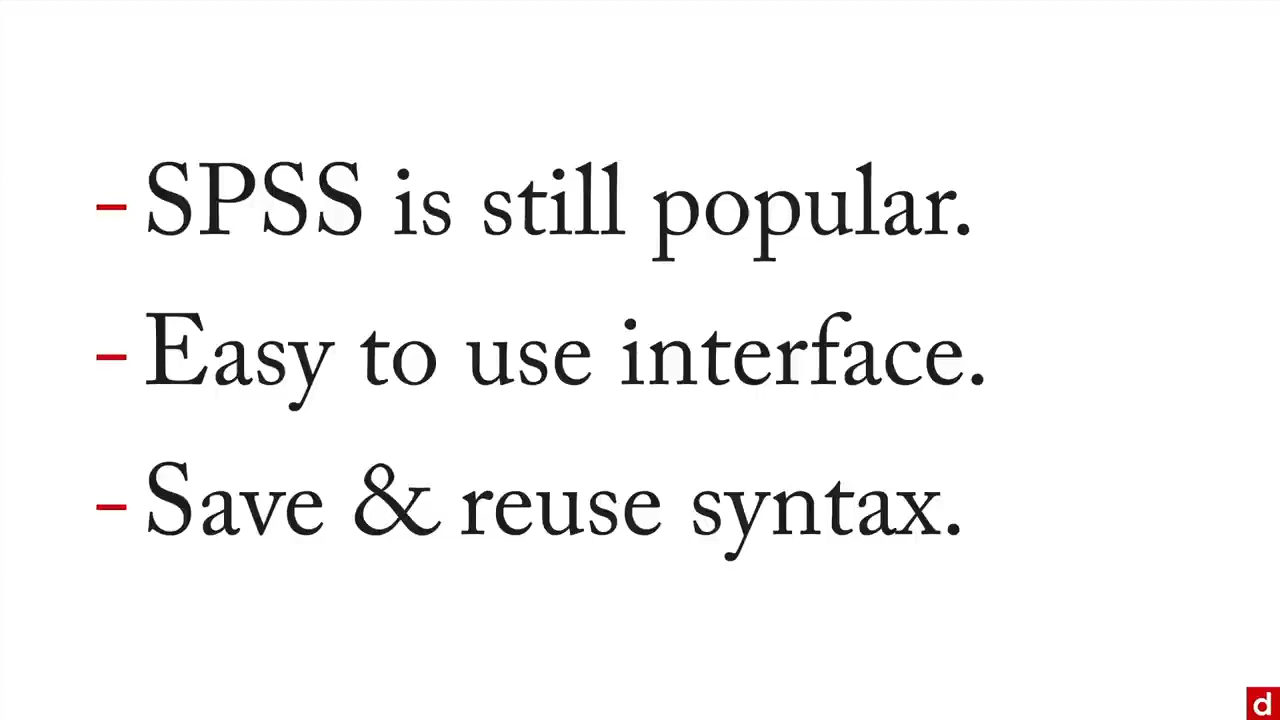 - SPSS is still popular.
- Easy to use interface.
- Save & reuse syntax.
d